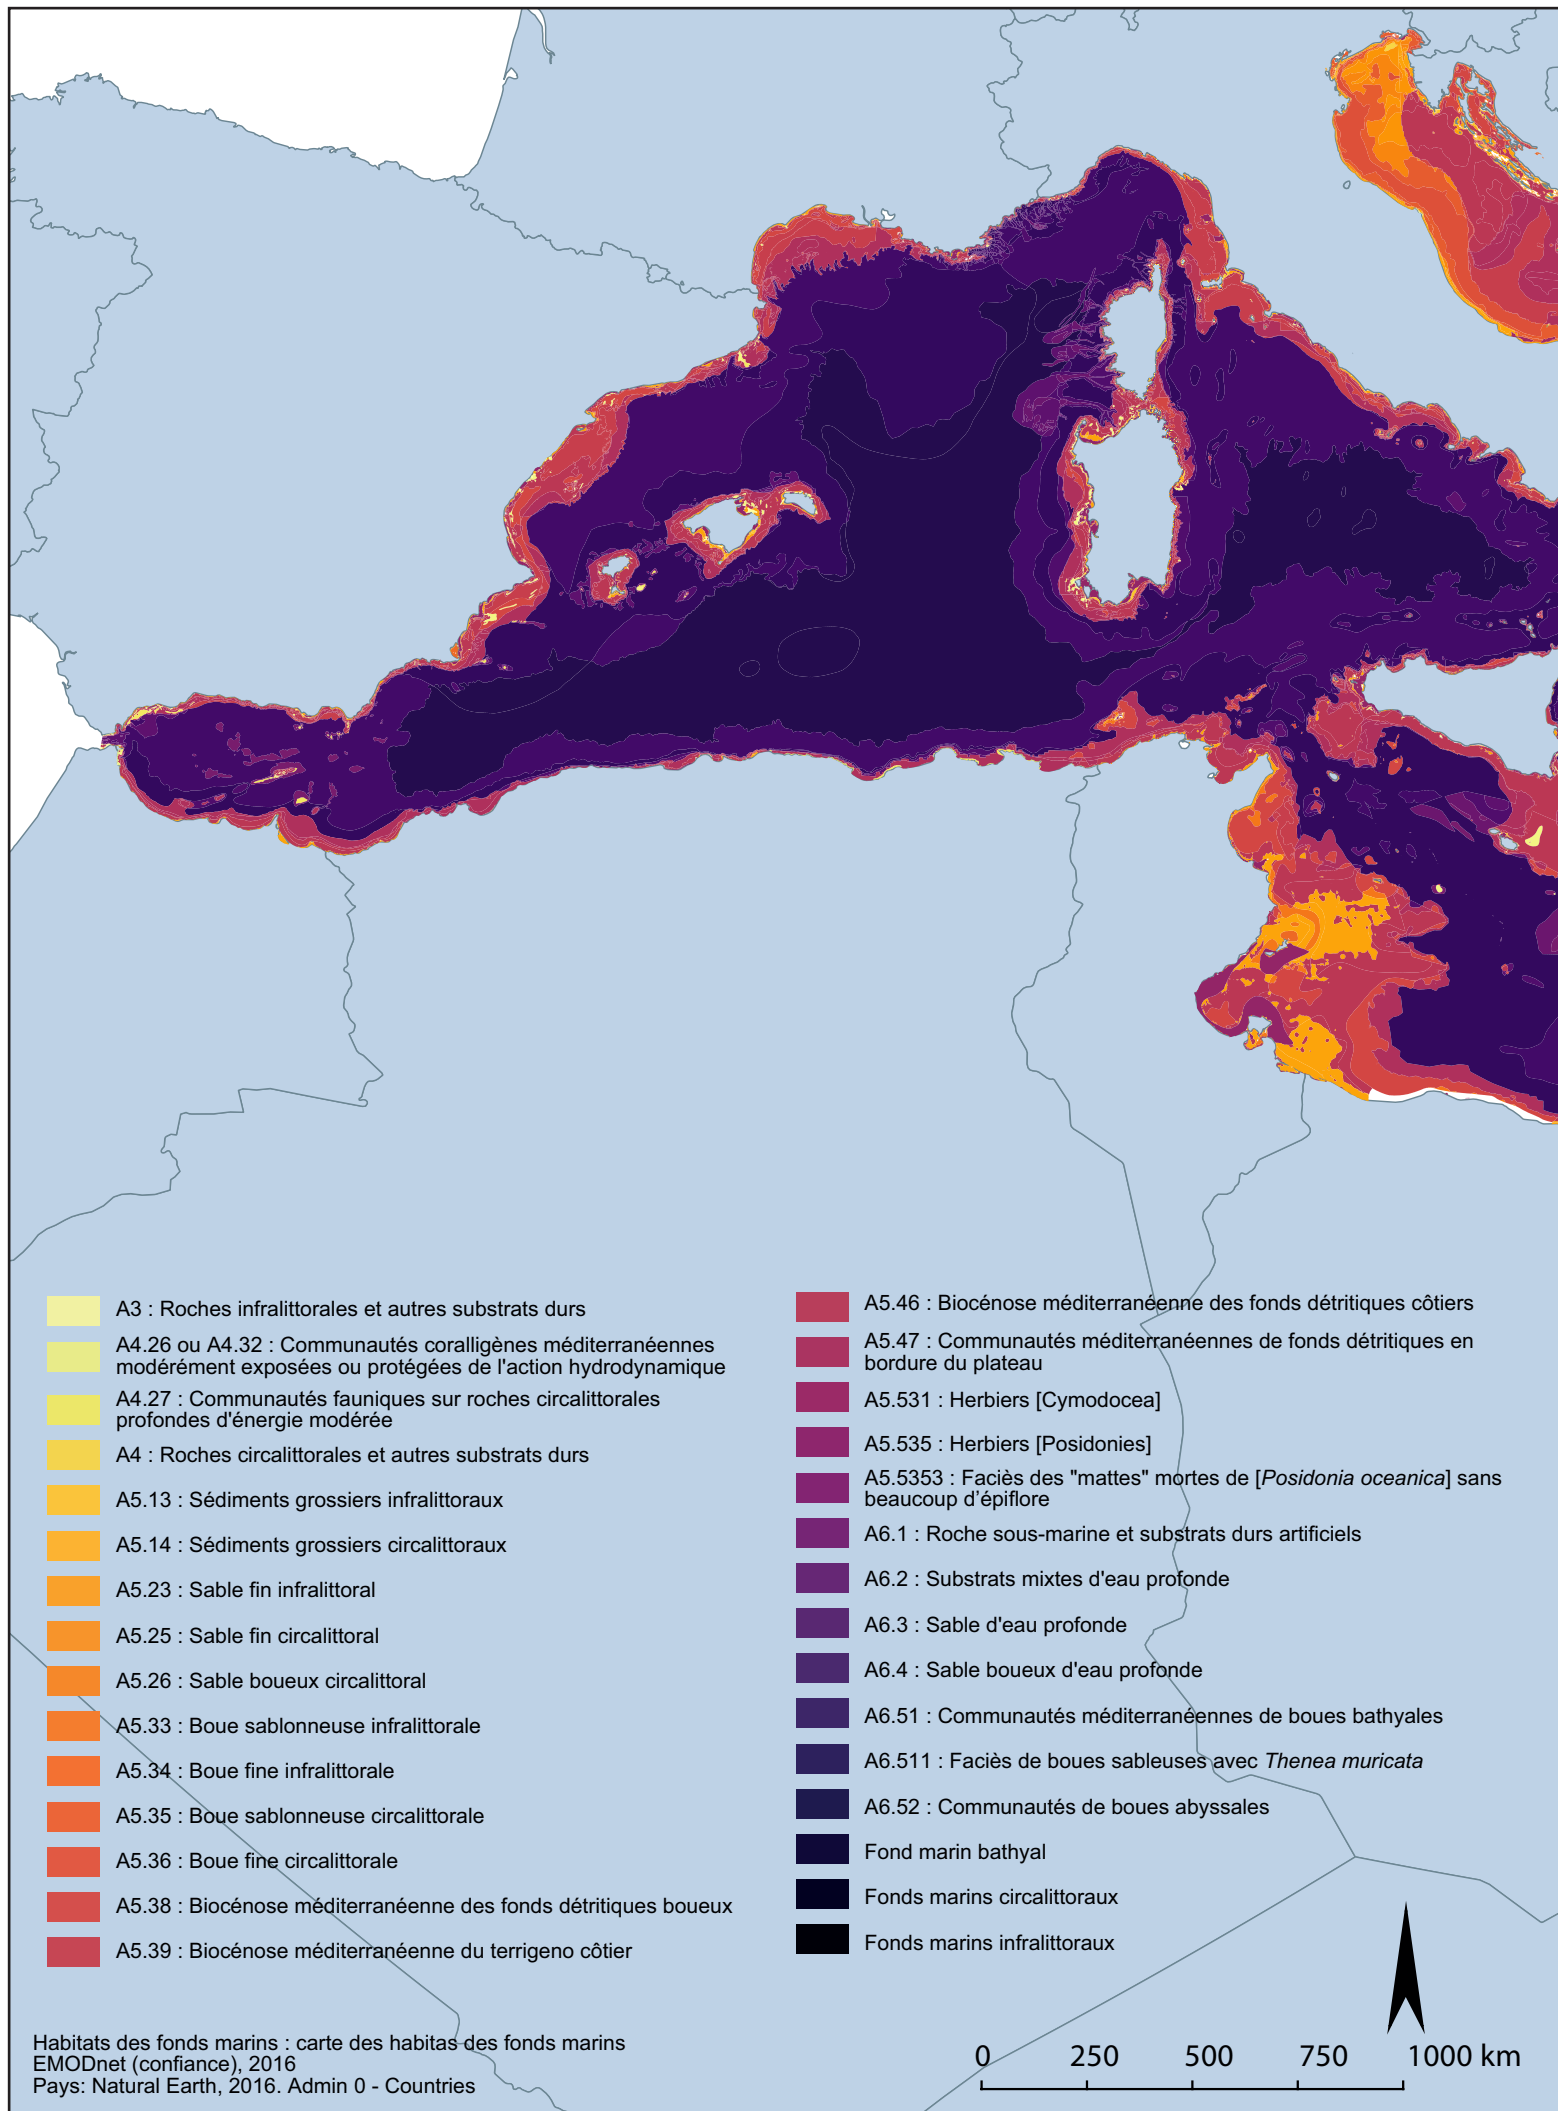 A3 : Roches infralittorales et autres substrats durs
A4.26 ou A4.32 : Communautés coralligènes méditerranéennes
modérément exposées ou protégées de l'action hydrodynamique
A4.27 : Communautés fauniques sur roches circalittorales
profondes d'énergie modérée
A4 : Roches circalittorales et autres substrats durs
A5.13 : Sédiments grossiers infralittoraux
A5.14 : Sédiments grossiers circalittoraux
A5.23 : Sable fin infralittoral
A5.25 : Sable fin circalittoral
A5.26 : Sable boueux circalittoral
A5.33 : Boue sablonneuse infralittorale
A5.34 : Boue fine infralittorale
A5.35 : Boue sablonneuse circalittorale
A5.36 : Boue fine circalittorale
A5.38 : Biocénose méditerranéenne des fonds détritiques boueux
A5.39 : Biocénose méditerranéenne du terrigeno côtier
A5.46 : Biocénose méditerranéenne des fonds détritiques côtiers
A5.47 : Communautés méditerranéennes de fonds détritiques en
bordure du plateau
A5.531 : Herbiers [Cymodocea]
A5.535 : Herbiers [Posidonies]
A5.5353 : Faciès des "mattes" mortes de [Posidonia oceanica] sans
beaucoup d’épiflore
A6.1 : Roche sous-marine et substrats durs artificiels
A6.2 : Substrats mixtes d'eau profonde
A6.3 : Sable d'eau profonde
A6.4 : Sable boueux d'eau profonde
A6.51 : Communautés méditerranéennes de boues bathyales
A6.511 : Faciès de boues sableuses avec Thenea muricata
A6.52 : Communautés de boues abyssales
Fond marin bathyal
Fonds marins circalittoraux
Fonds marins infralittoraux
Habitats des fonds marins : carte des habitas des fonds marins
EMODnet (confiance), 2016
Pays: Natural Earth, 2016. Admin 0 - Countries
0 250 500 750 1000 km